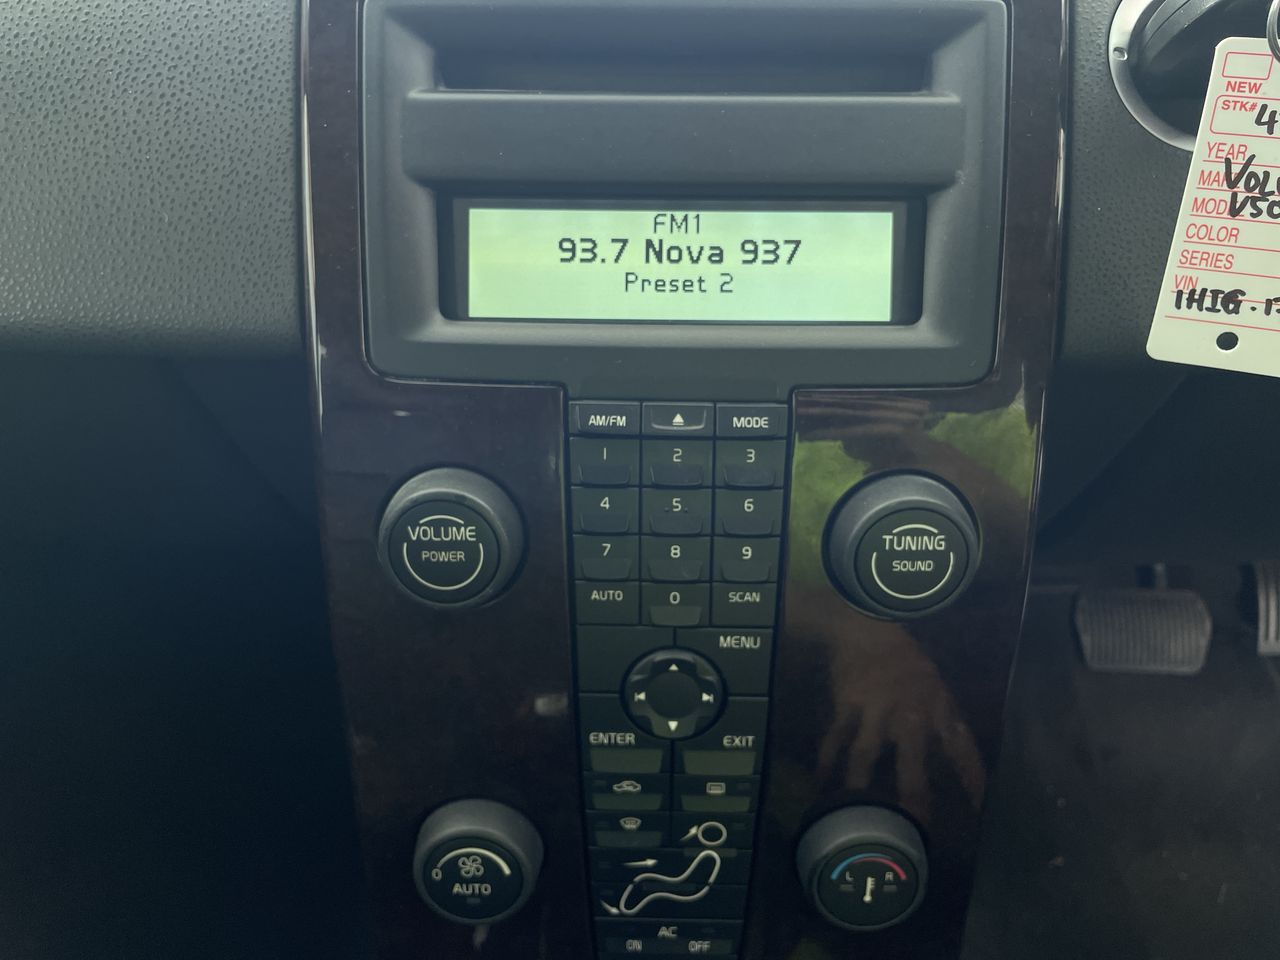 FM1
93.7 Nova 937
Preset 2
NEW
STK#
YEAR
COLOR
SERIES
VIN
1HIG.
AM/FM
MODE
1 2 3
4 5 6
7 8 9
AUTO 0 SCAN
VOLUME
POWER
TUNING
SOUND
MENU
ENTER EXIT
0
AUTO
L R
AC
ON OFF